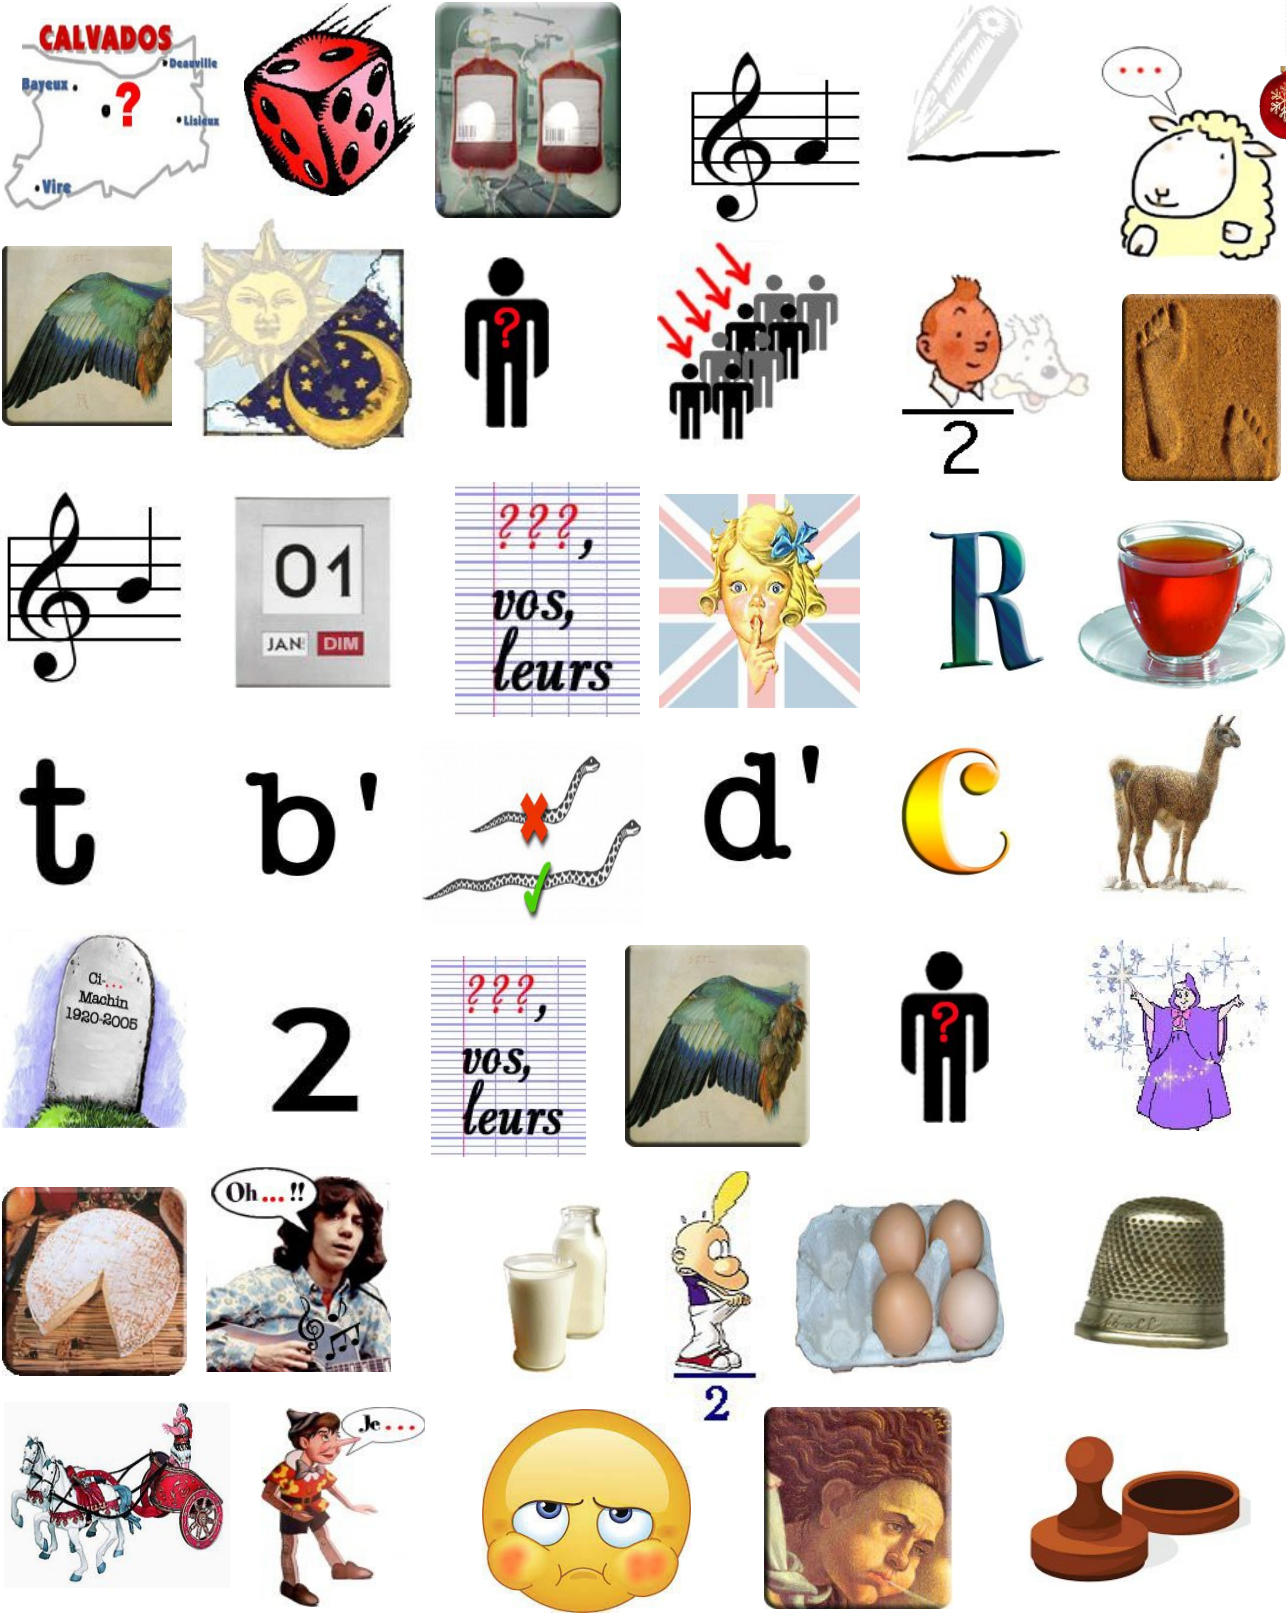 CALVADOS
Deauville
Bayeux
?
Lisieux
Vire
...
?
2
01
JAN DIM
???,
vos,
leurs
R
t
b'
d'
C
Ci-...
Machin
1920-2005
2
???,
vos,
leurs
?
Oh ... !!
2
Je ...